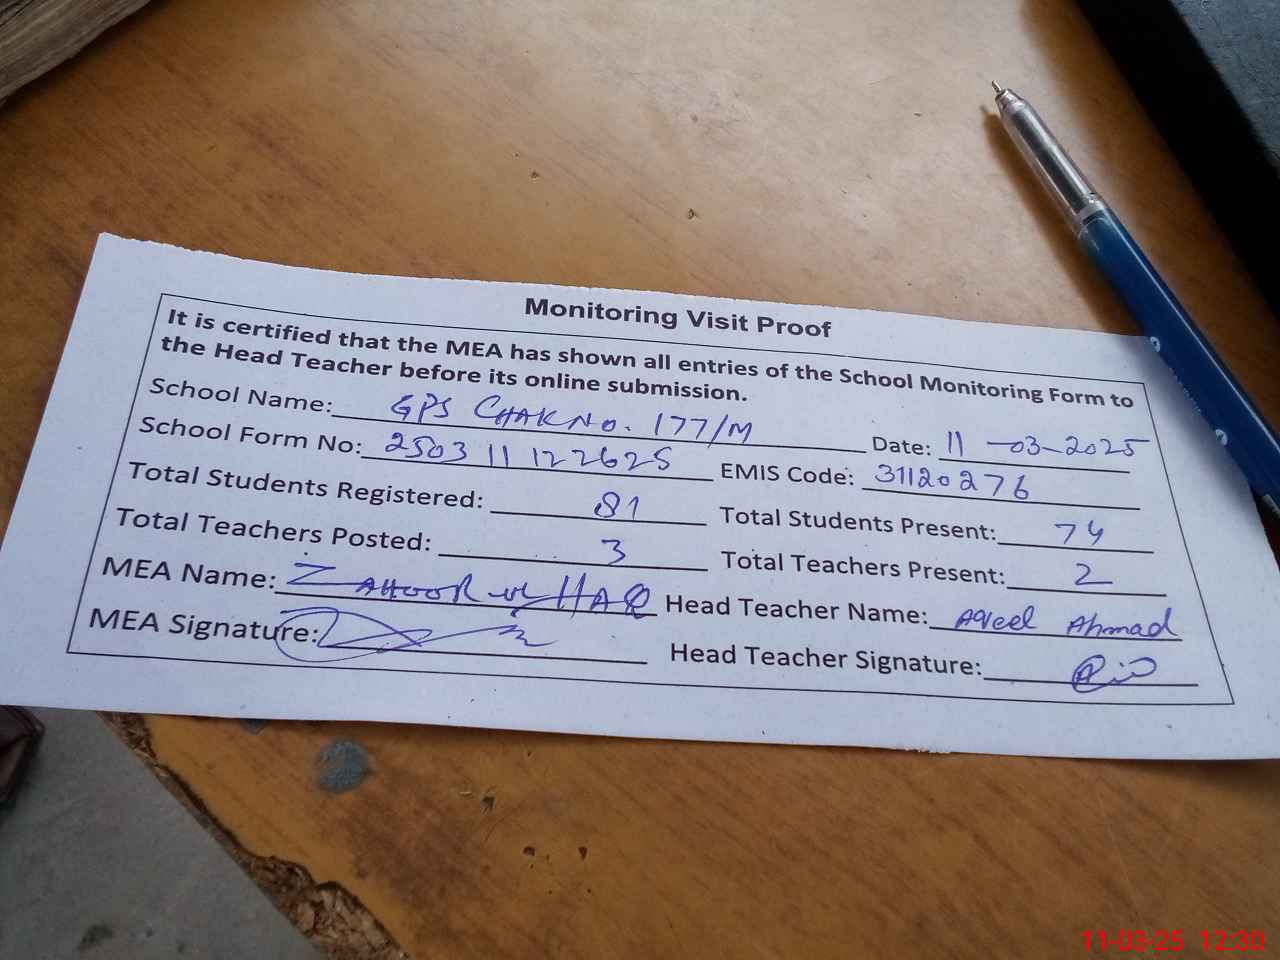 Monitoring Visit Proof
It is certified that the MEA has shown all entries of the School Monitoring Form to
the Head Teacher before its online submission.
School Name: GPS CHAK NO. 177/M Date: 11-03-2025
School Form No: 2503 11 122625 EMIS Code: 31120276
Total Students Registered: 81 Total Students Present: 74
Total Teachers Posted: 3 Total Teachers Present: 2
MEA Name: ZAHOOR ul HAQ Head Teacher Name: Aqeel Ahmad
MEA Signature: Head Teacher Signature:
11-03-25 12:30